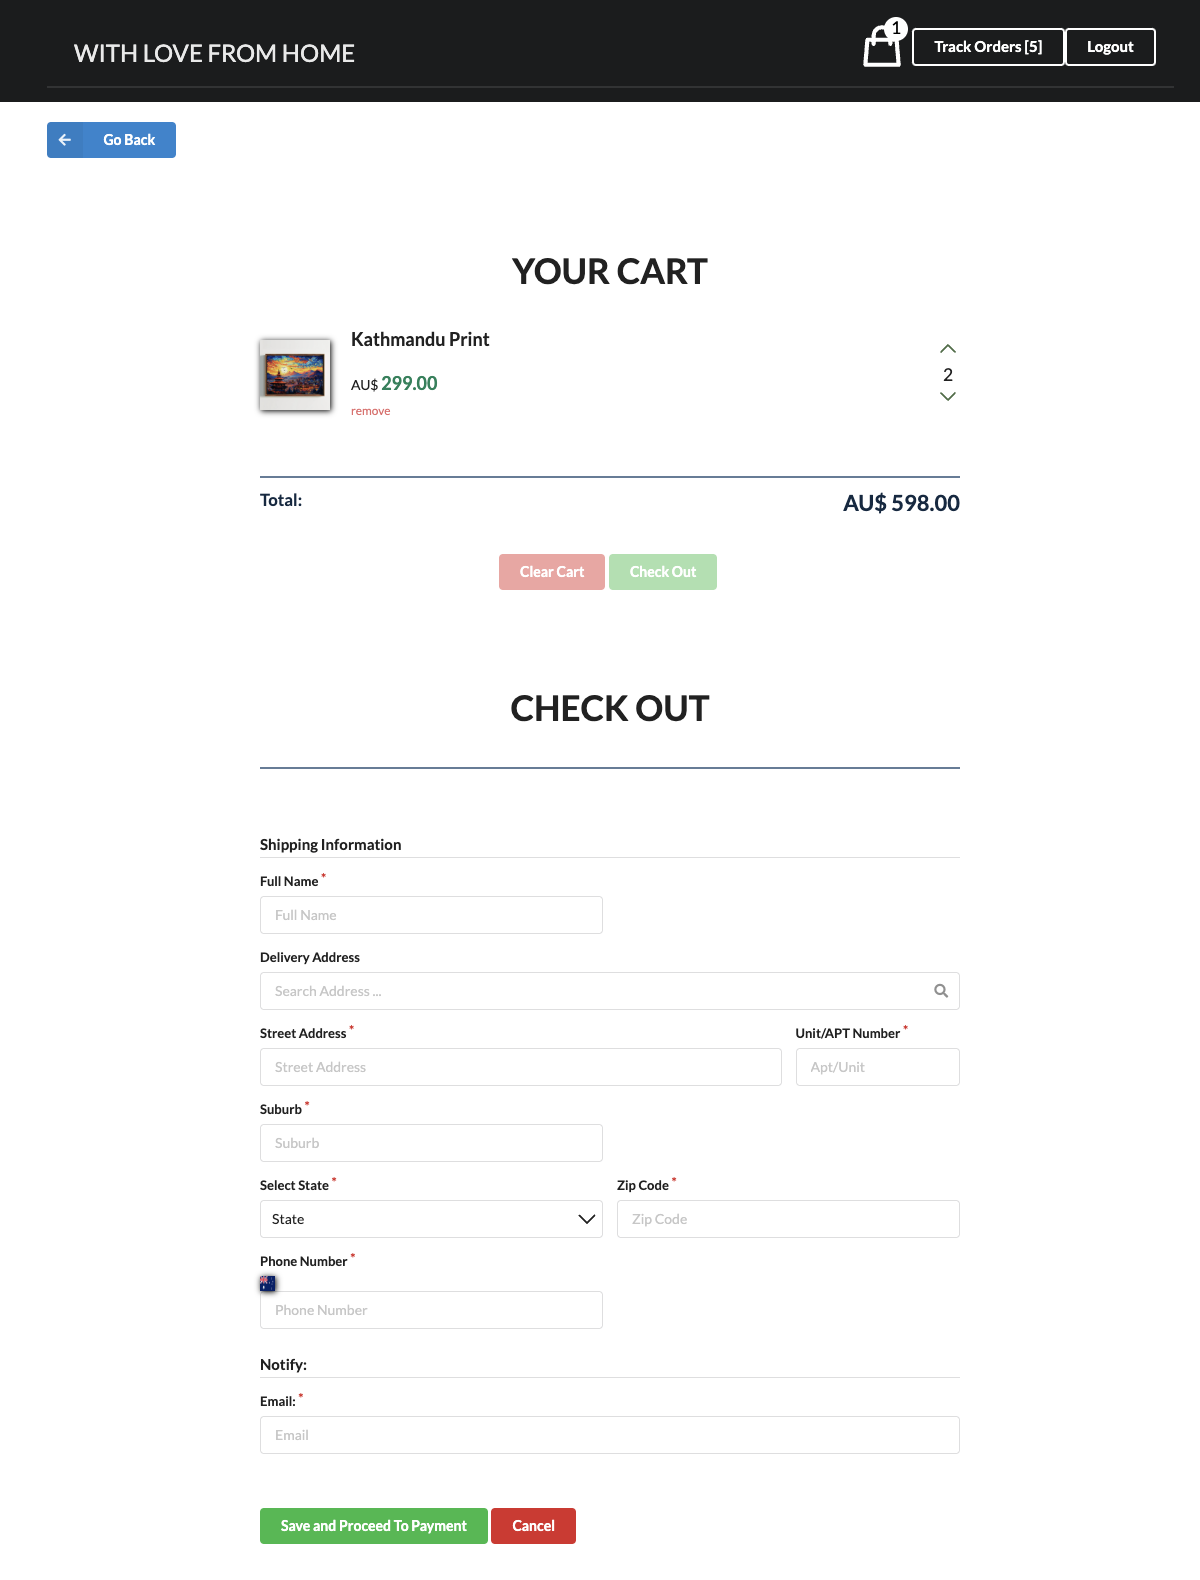 WITH LOVE FROM HOME
1
Track Orders [5]
Logout
Go Back
YOUR CART
Kathmandu Print
AU$ 299.00
remove
2
Total:
AU$ 598.00
Clear Cart
Check Out
CHECK OUT
Shipping Information
Full Name *
Full Name
Delivery Address
Search Address ...
Street Address *
Unit/APT Number *
Street Address
Apt/Unit
Suburb *
Suburb
Select State *
Zip Code *
State
Zip Code
Phone Number *
Phone Number
Notify:
Email: *
Email
Save and Proceed To Payment
Cancel